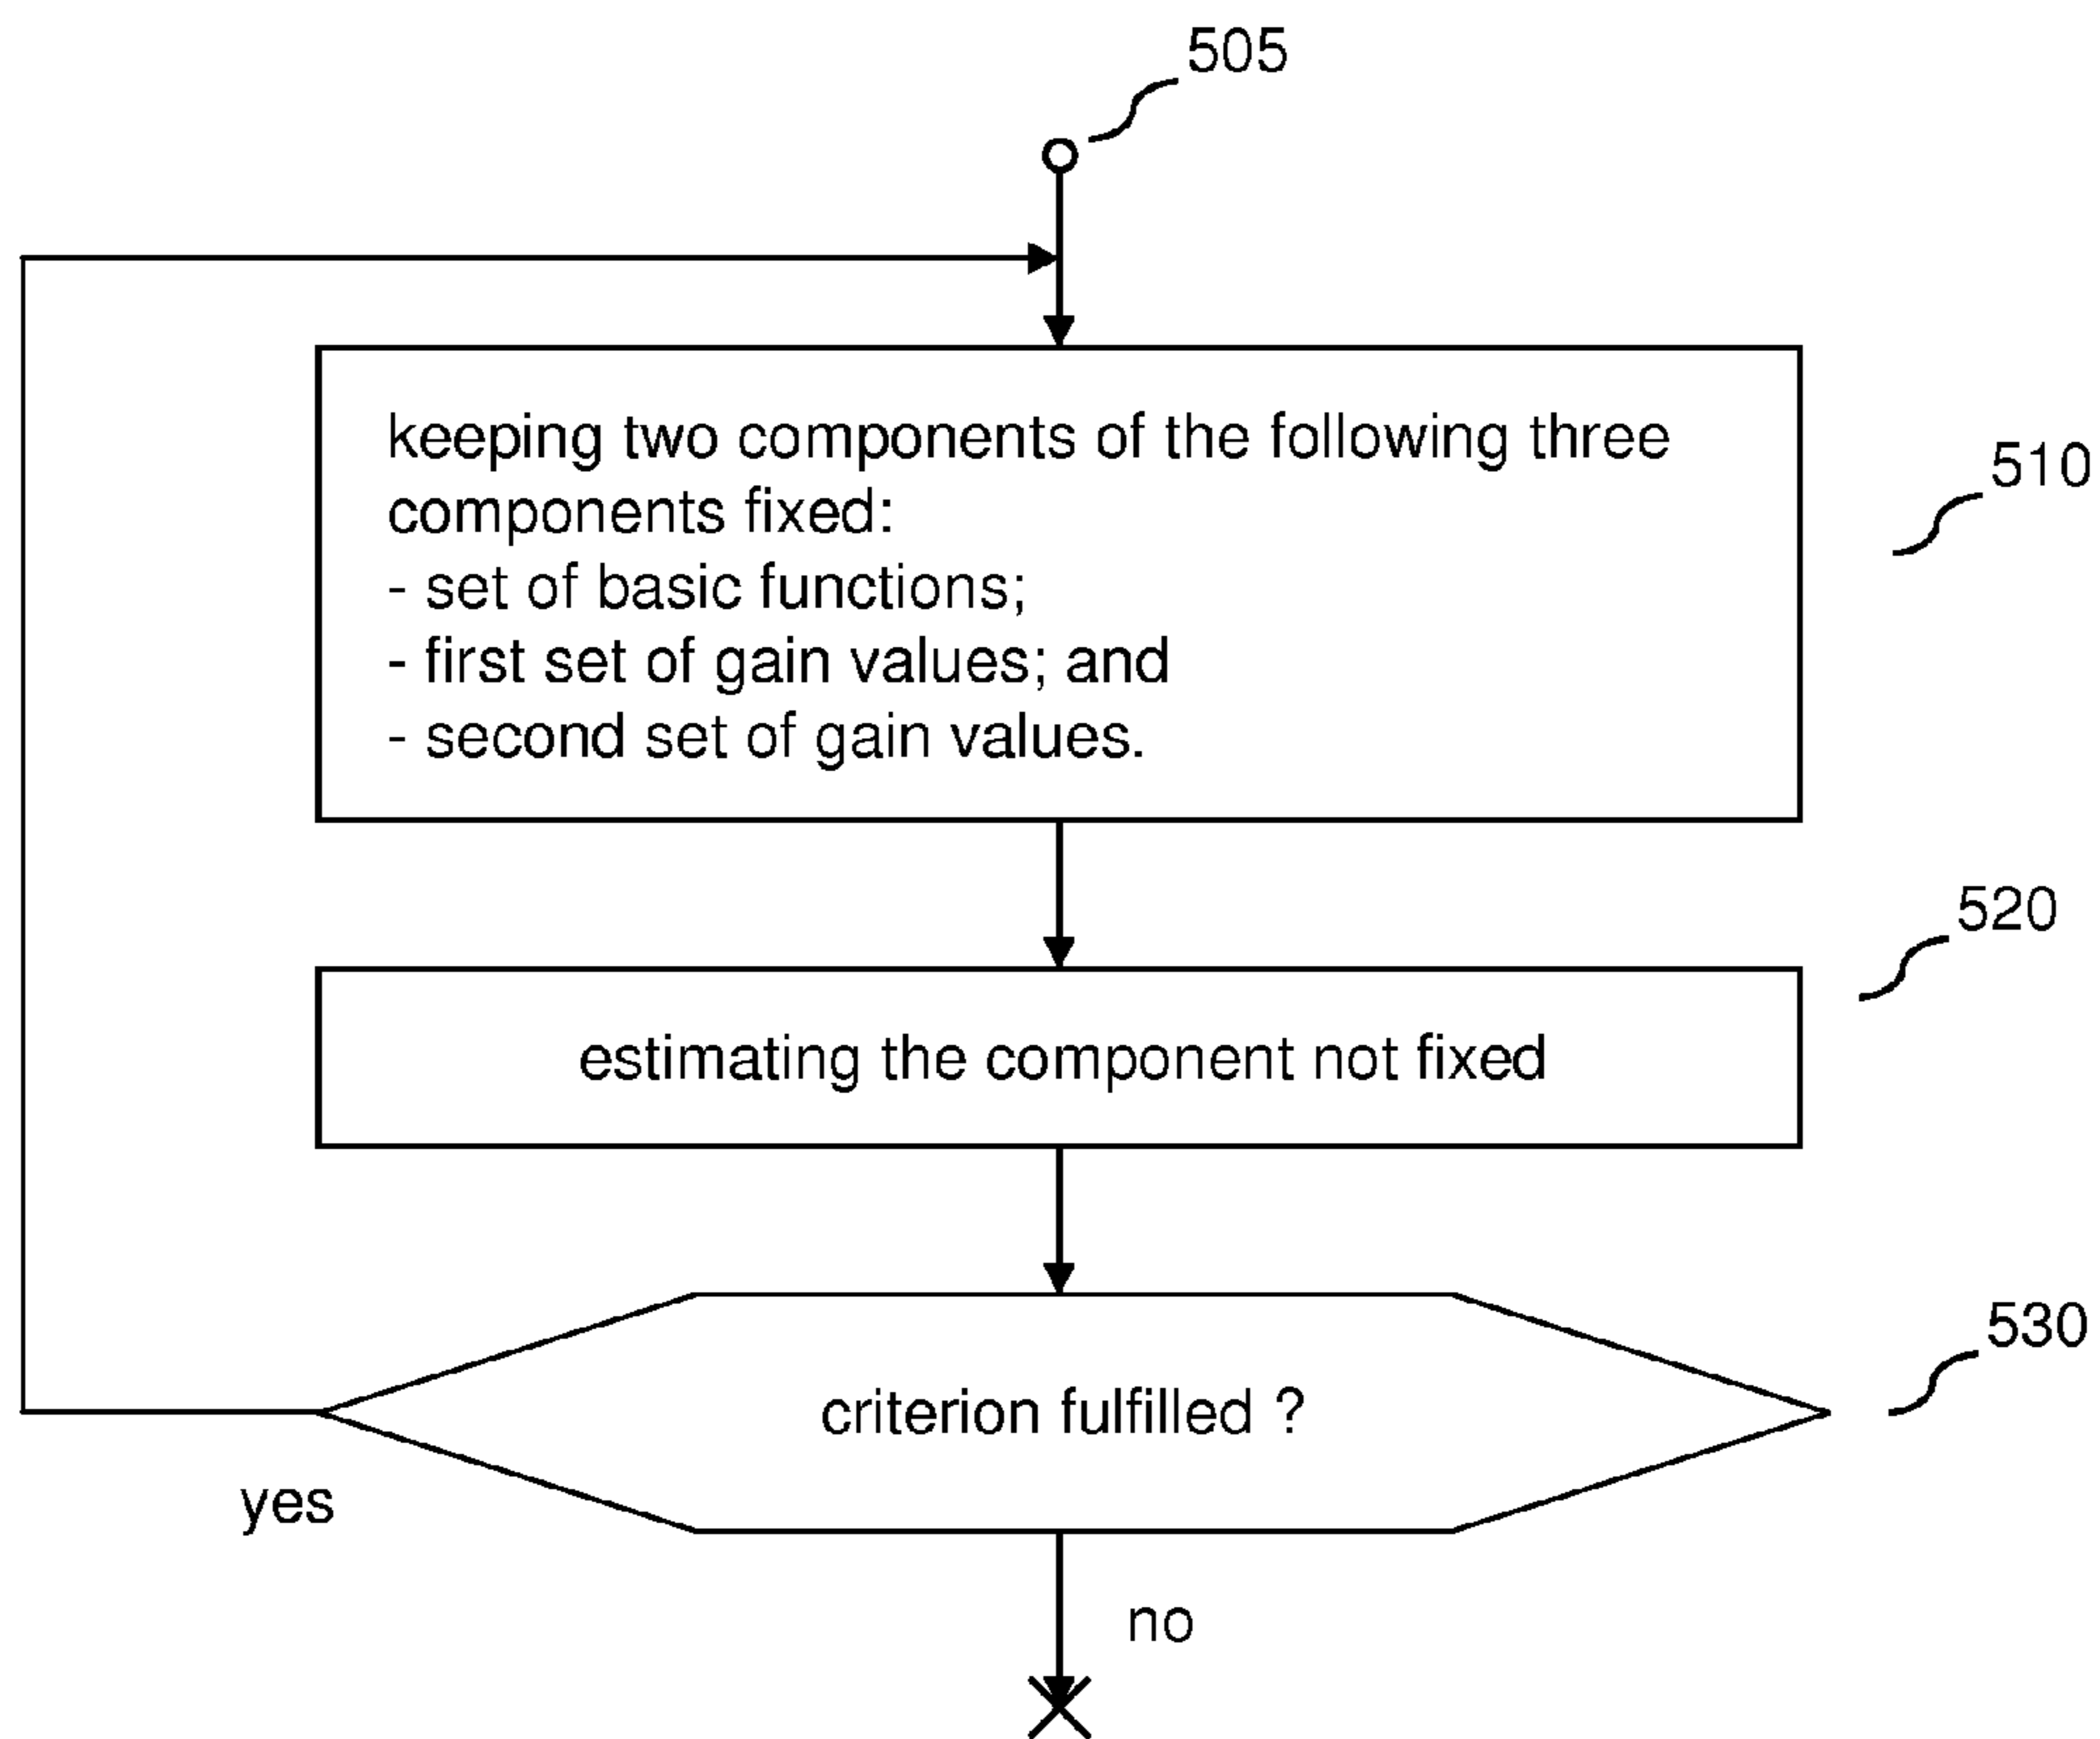 505
keeping two components of the following three
components fixed:
- set of basic functions;
- first set of gain values; and
- second set of gain values.
510
520
estimating the component not fixed
530
criterion fulfilled ?
yes
no